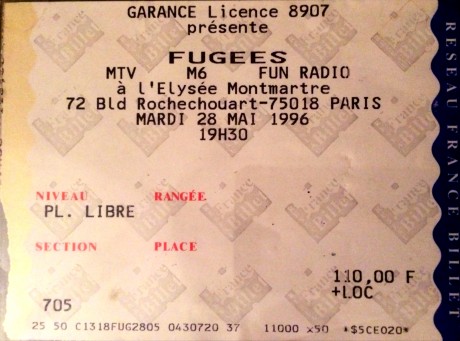 GARANCE Licence 8907
présente
FUGEES
MTV M6 FUN RADIO
à l'Elysée Montmartre
72 Bld Rochechouart-75018 PARIS
MARDI 28 MAI 1996
19H30
NIVEAU RANGÉE
PL. LIBRE
SECTION PLACE
110,00 F
+LOC
705
25 50 C1318FUG2805 0430720 37 11000 x50 *$5CE020*
RESEAU FRANCE BILLET